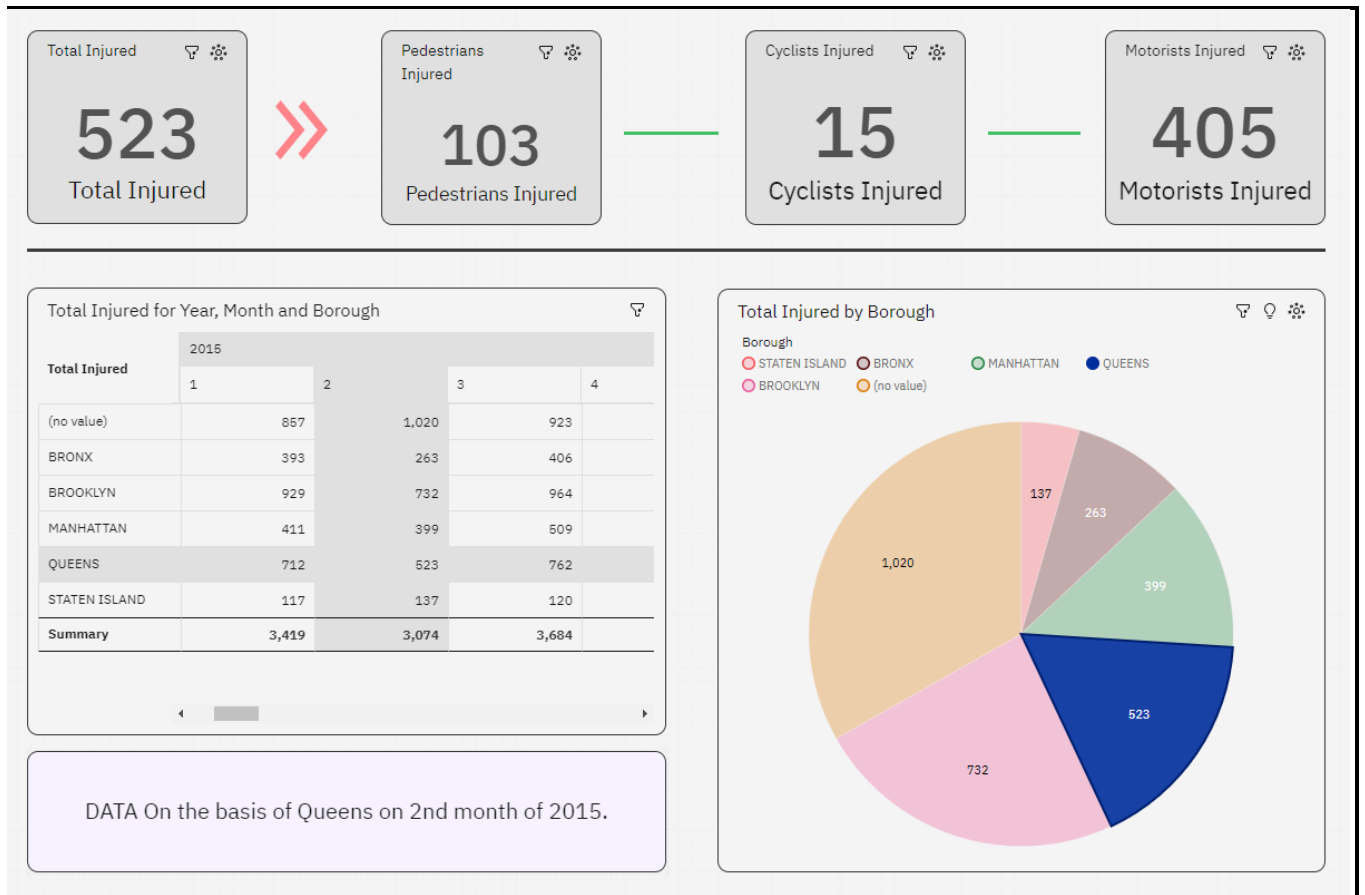 Total Injured
523
Total Injured
Pedestrians
Injured
103
Pedestrians Injured
Cyclists Injured
15
Cyclists Injured
Motorists Injured
405
Motorists Injured
Total Injured for Year, Month and Borough
Total Injured
2015
1 2 3 4
(no value) 857 1,020 923
BRONX 393 263 406
BROOKLYN 929 732 964
MANHATTAN 411 399 509
QUEENS 712 523 762
STATEN ISLAND 117 137 120
Summary 3,419 3,074 3,684
DATA On the basis of Queens on 2nd month of 2015.
Total Injured by Borough
Borough
STATEN ISLAND BRONX MANHATTAN QUEENS
BROOKLYN (no value)
137
263
399
523
732
1,020